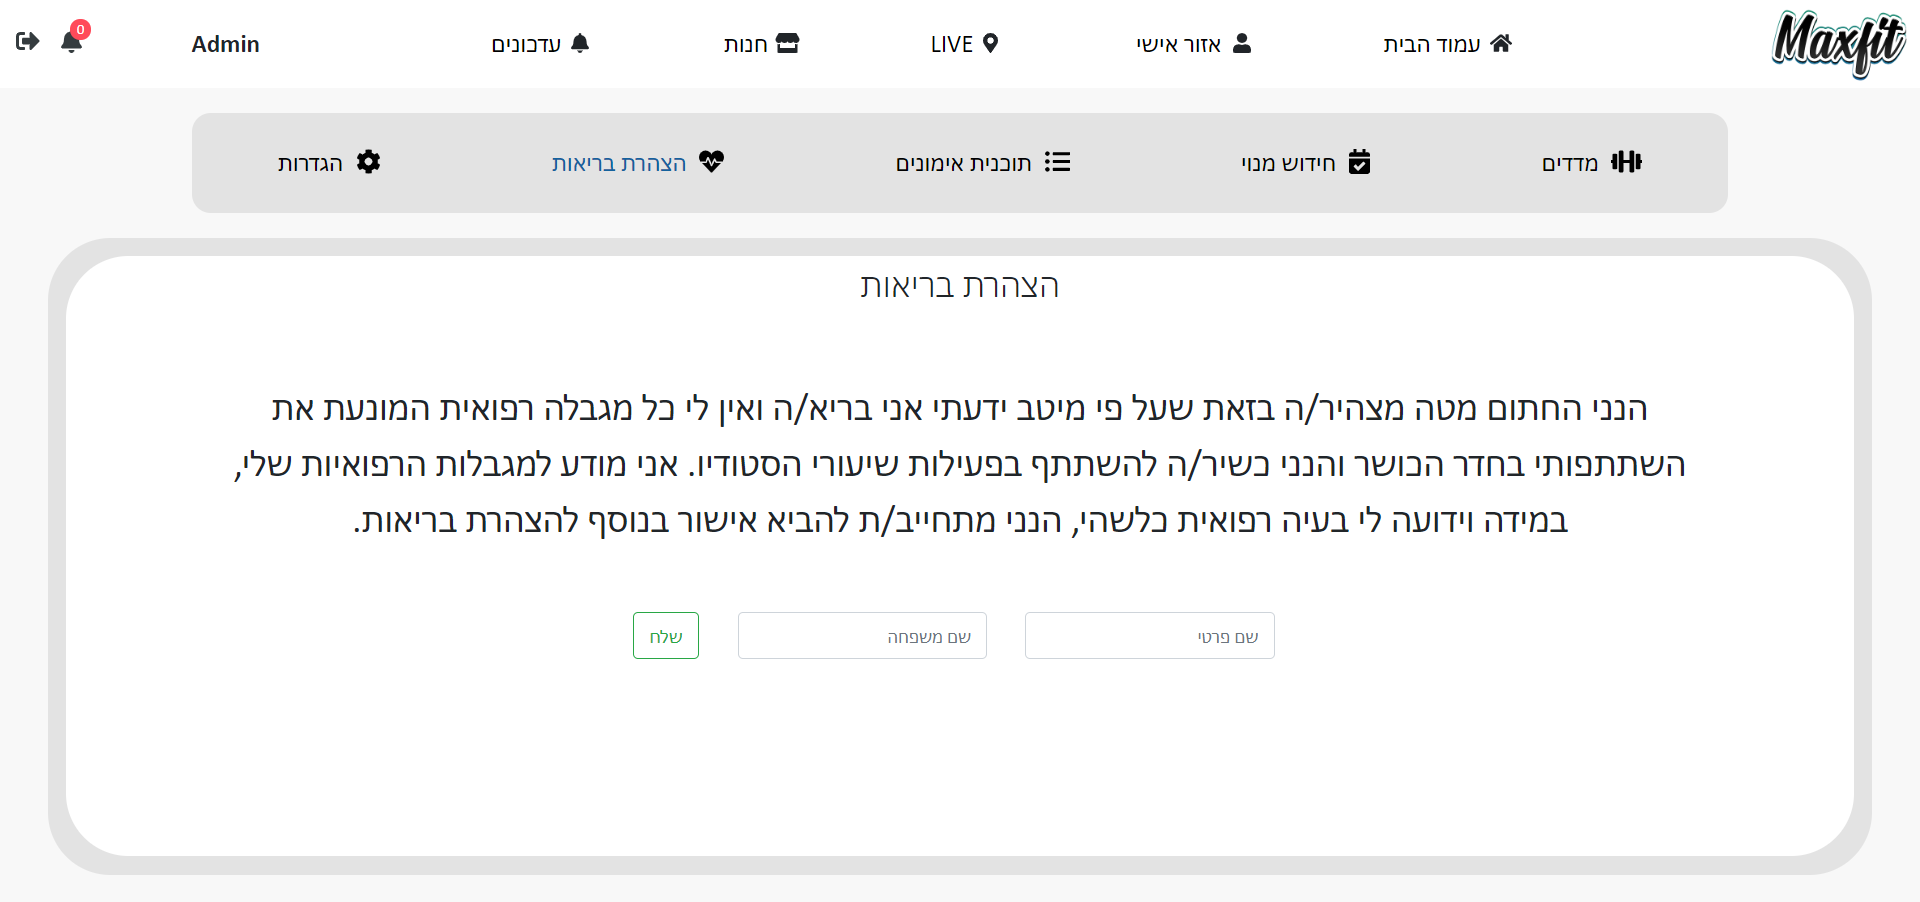 Maxfit
עמוד הבית
אזור אישי
LIVE
חנות
עדכונים
Admin
0
מדדים
חידוש מנוי
תוכנית אימונים
הצהרת בריאות
הגדרות
הצהרת בריאות
הנני החתום מטה מצהיר/ה בזאת שעל פי מיטב ידעתי אני בריא/ה ואין לי כל מגבלה רפואית המונעת את
השתתפותי בחדר הכושר והנני כשיר/ה להשתתף בפעילות שיעורי הסטודיו. אני מודע למגבלות הרפואיות שלי,
במידה וידועה לי בעיה רפואית כלשהי, הנני מתחייב/ת להביא אישור בנוסף להצהרת בריאות.
שם פרטי
שם משפחה
שלח